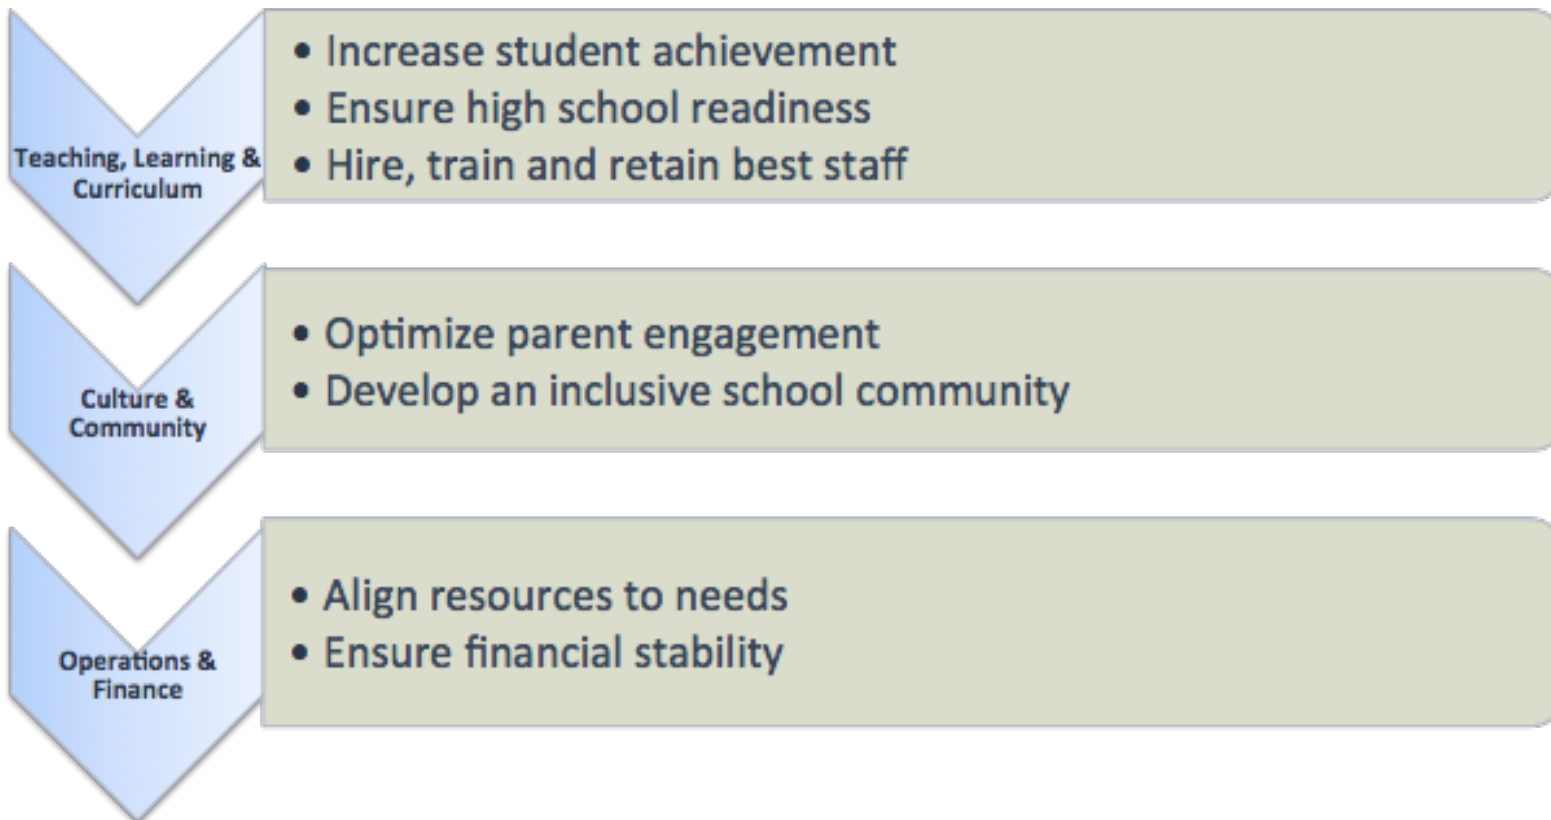 Teaching, Learning &
Curriculum
• Increase student achievement
• Ensure high school readiness
• Hire, train and retain best staff
Culture &
Community
• Optimize parent engagement
• Develop an inclusive school community
Operations &
Finance
• Align resources to needs
• Ensure financial stability